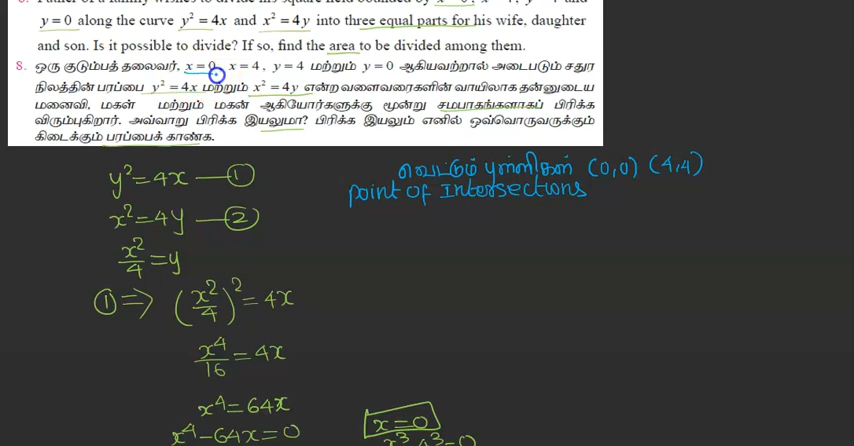 y = 0 along the curve y² = 4x and x² = 4y into three equal parts for his wife, daughter
and son. Is it possible to divide? If so, find the area to be divided among them.
8. ஒரு குடும்பத் தலைவர், x = 0, x = 4, y = 4 மற்றும் y = 0 ஆகியவற்றால் அடைபடும் சதுர
நிலத்தின் பரப்பை y² = 4x மற்றும் x² = 4y என்ற வளைவரைகளின் வாயிலாக தன்னுடைய
மனைவி, மகள் மற்றும் மகன் ஆகியோர்களுக்கு மூன்று சமபாகங்களாகப் பிரிக்க
விரும்புகிறார். அவ்வாறு பிரிக்க இயலுமா? பிரிக்க இயலும் எனில் ஒவ்வொருவருக்கும்
கிடைக்கும் பரப்பைக் காண்க.
வெட்டும் புள்ளிகள் (0,0) (4,4)
point of Intersections
y² = 4x — ①
x² = 4y — ②
x²/4 = y
① ⇒ (x²/4)² = 4x
x⁴/16 = 4x
x⁴ = 64x
x⁴ - 64x = 0
x = 0